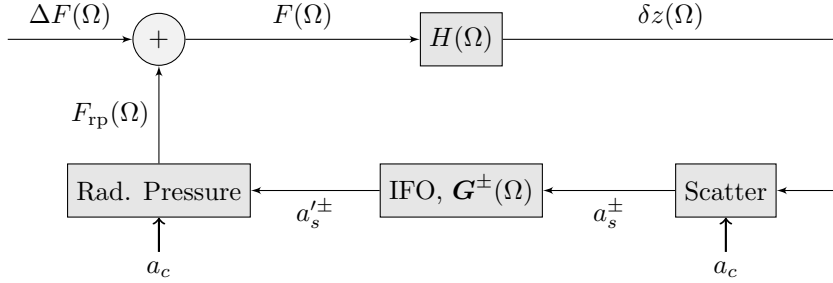 ΔF(Ω)
+
F(Ω)
H(Ω)
δz(Ω)
F_rp(Ω)
Rad. Pressure
a′_s^±
IFO, G^±(Ω)
a_s^±
Scatter
a_c
a_c